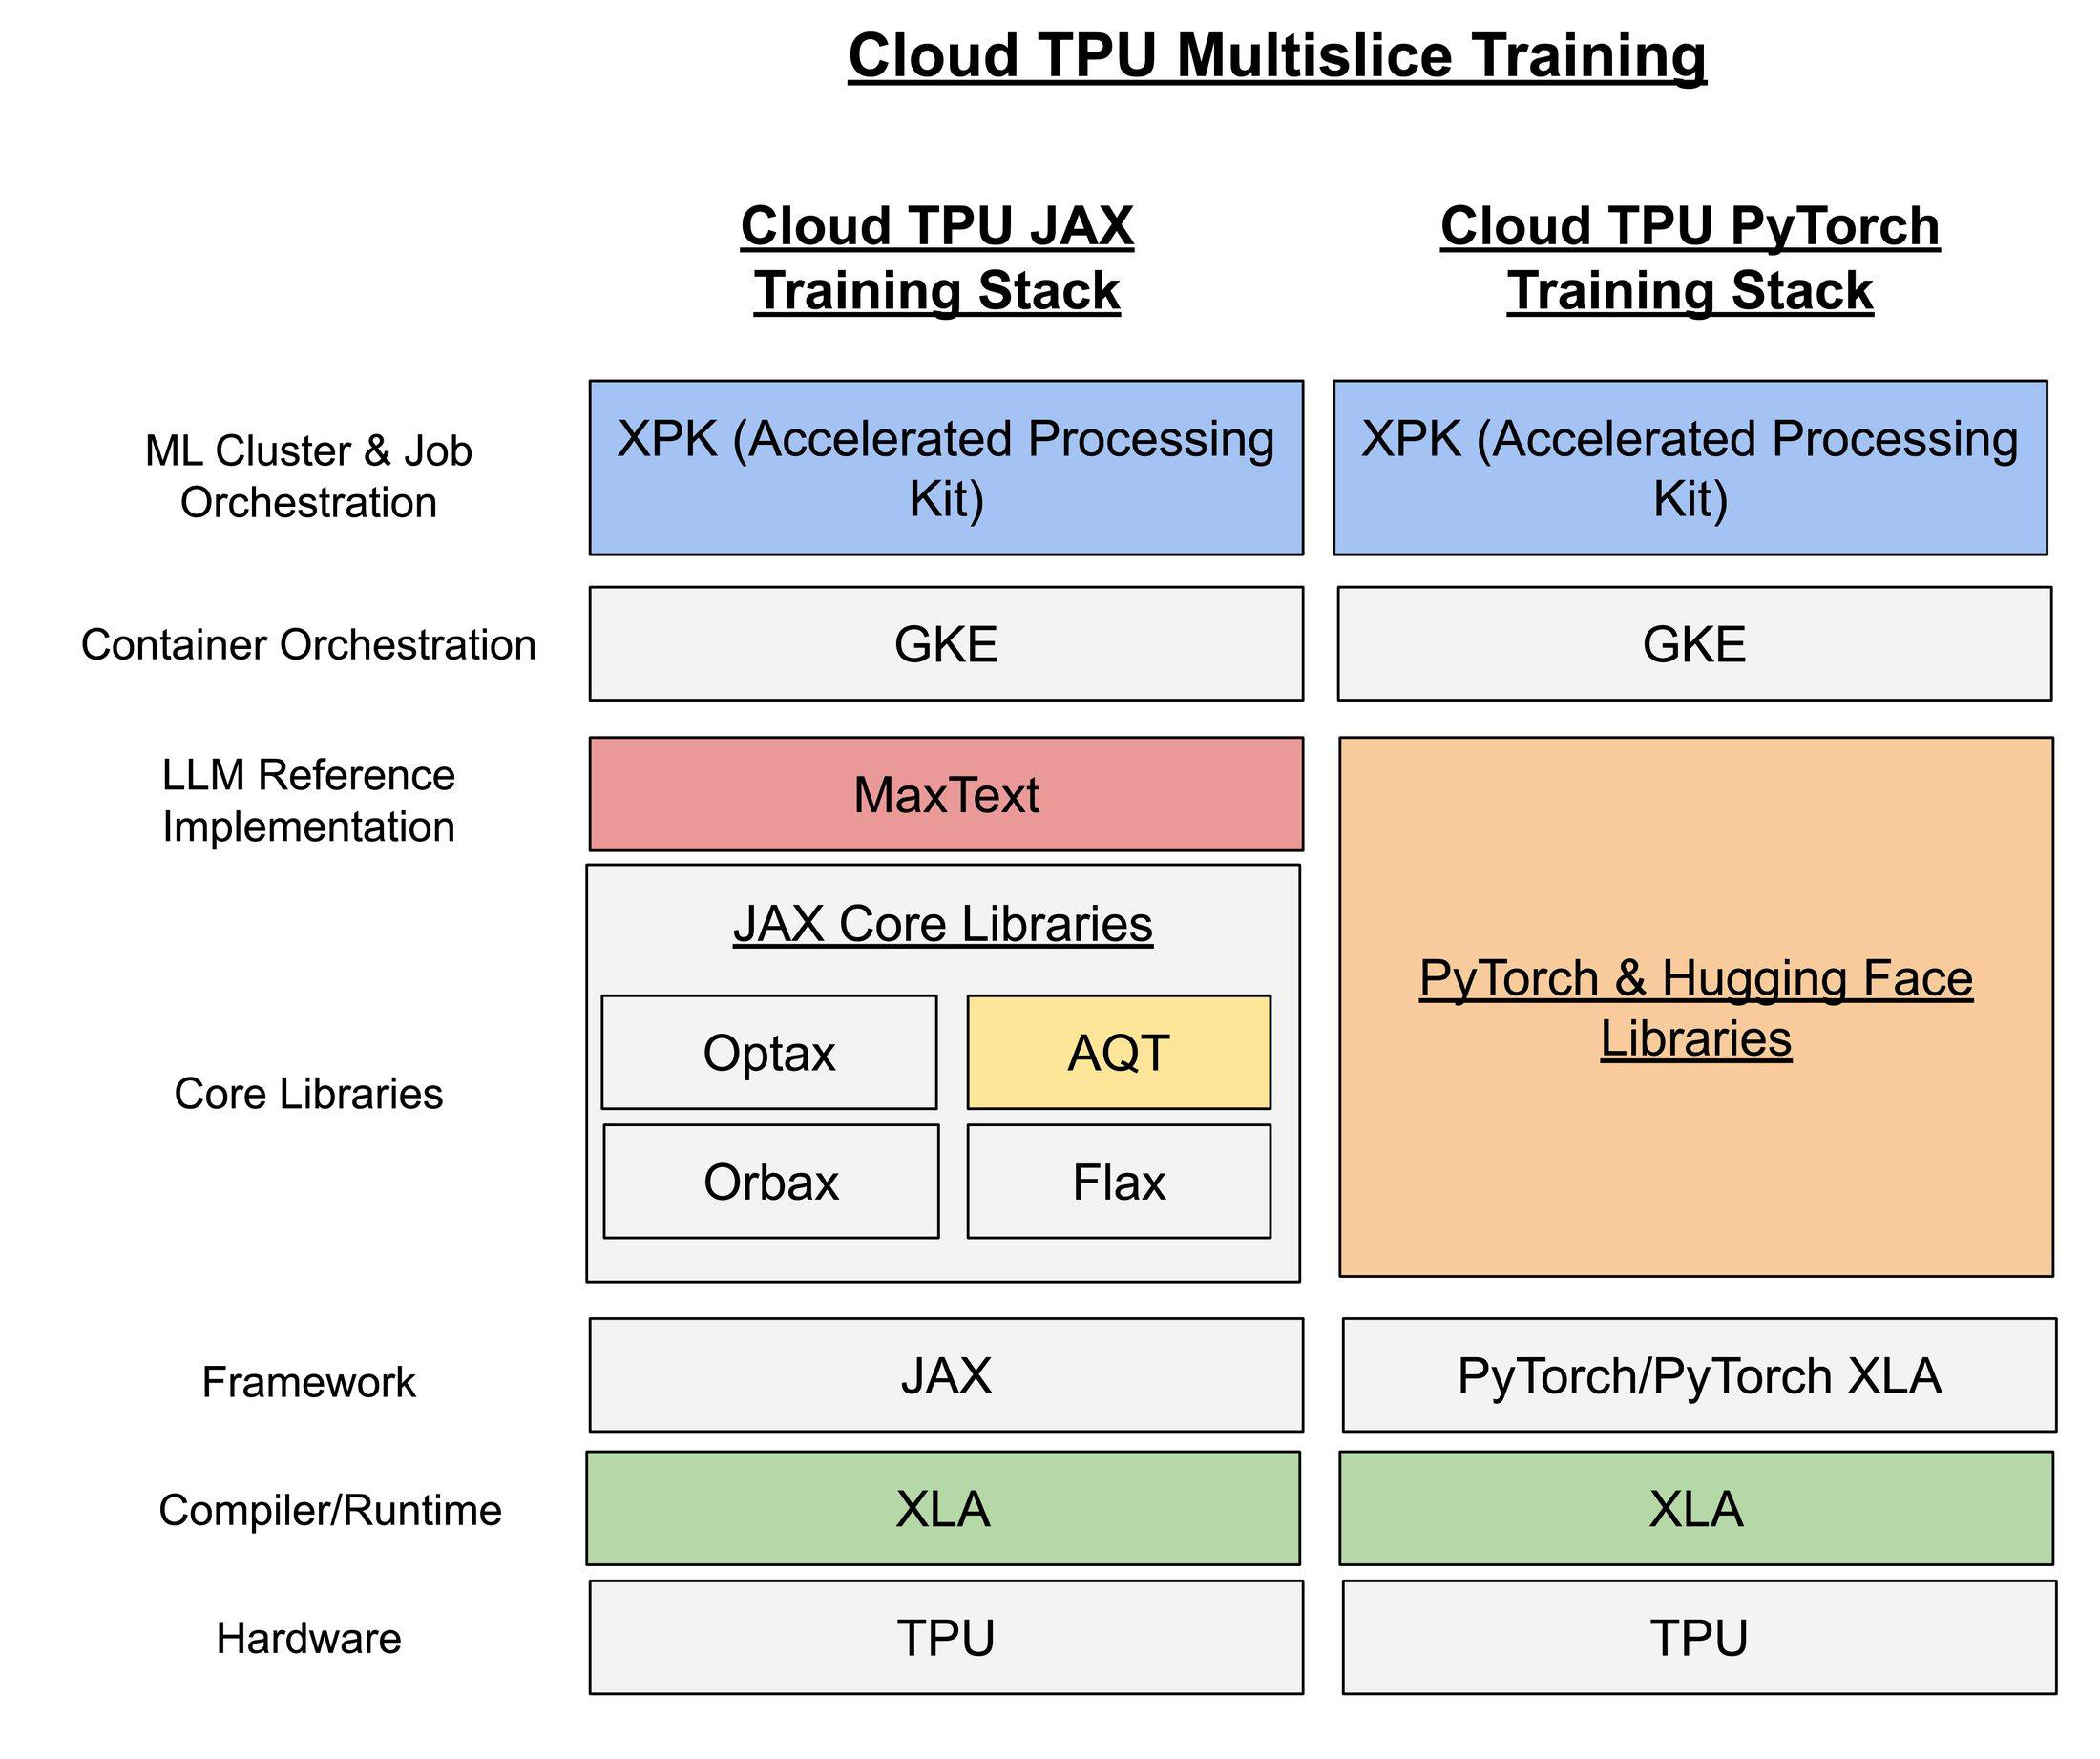 Cloud TPU Multislice Training
Cloud TPU JAX
Training Stack
Cloud TPU PyTorch
Training Stack
ML Cluster & Job
Orchestration
XPK (Accelerated Processing
Kit)
XPK (Accelerated Processing
Kit)
Container Orchestration
GKE
GKE
LLM Reference
Implementation
MaxText
PyTorch & Hugging Face
Libraries
Core Libraries
JAX Core Libraries
Optax
AQT
Orbax
Flax
Framework
JAX
PyTorch/PyTorch XLA
Compiler/Runtime
XLA
XLA
Hardware
TPU
TPU